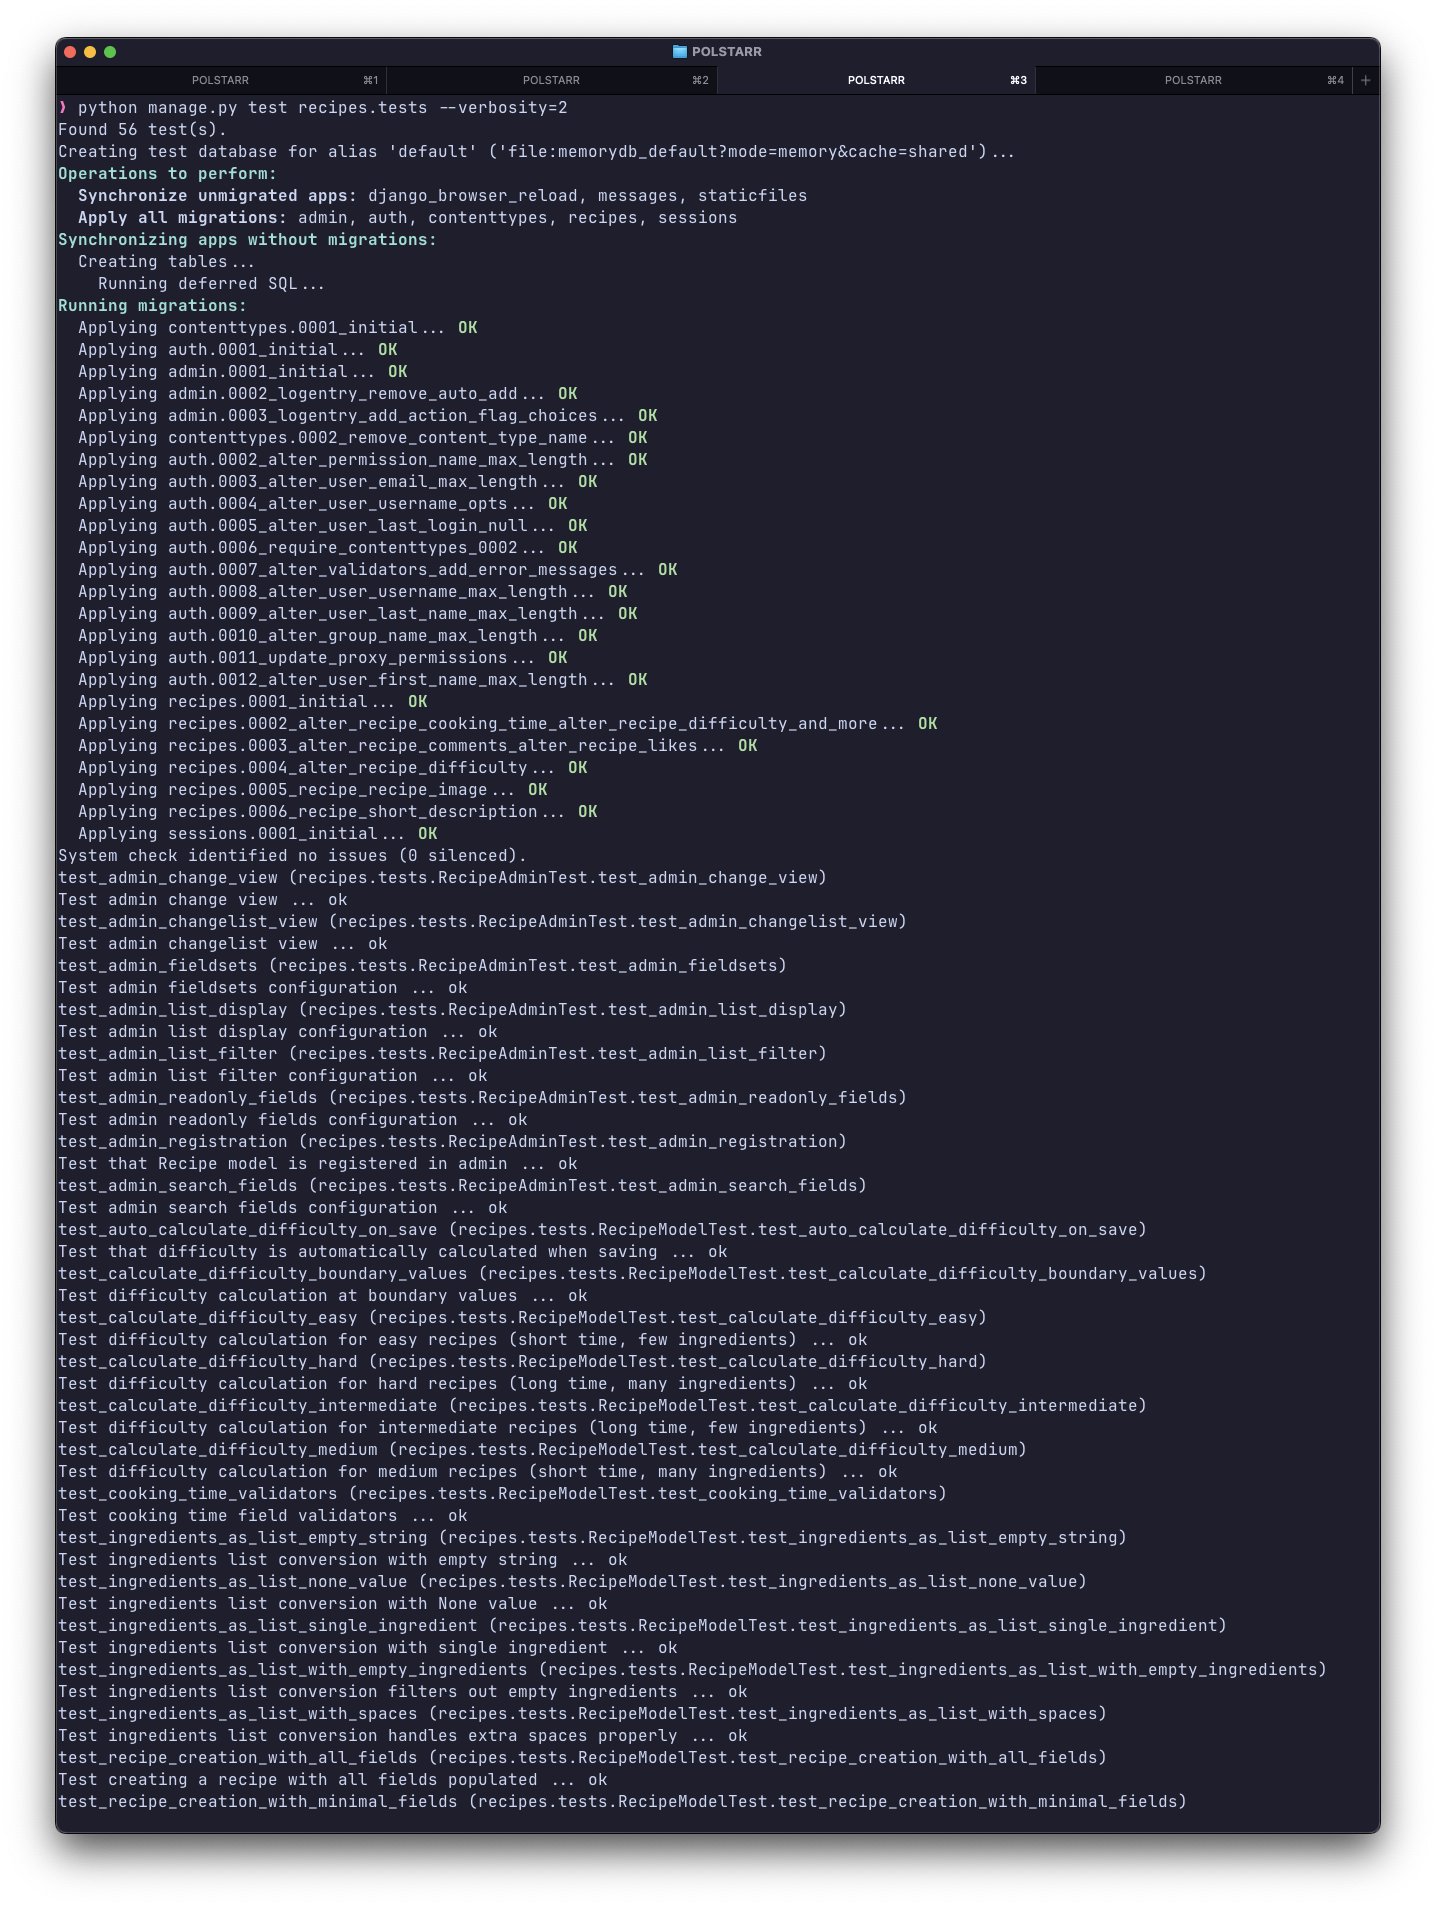 POLSTARR
POLSTARR ⌘1 POLSTARR ⌘2 POLSTARR ⌘3 POLSTARR ⌘4 +
❯ python manage.py test recipes.tests --verbosity=2
Found 56 test(s).
Creating test database for alias 'default' ('file:memorydb_default?mode=memory&cache=shared')...
Operations to perform:
  Synchronize unmigrated apps: django_browser_reload, messages, staticfiles
  Apply all migrations: admin, auth, contenttypes, recipes, sessions
Synchronizing apps without migrations:
  Creating tables...
    Running deferred SQL...
Running migrations:
  Applying contenttypes.0001_initial... OK
  Applying auth.0001_initial... OK
  Applying admin.0001_initial... OK
  Applying admin.0002_logentry_remove_auto_add... OK
  Applying admin.0003_logentry_add_action_flag_choices... OK
  Applying contenttypes.0002_remove_content_type_name... OK
  Applying auth.0002_alter_permission_name_max_length... OK
  Applying auth.0003_alter_user_email_max_length... OK
  Applying auth.0004_alter_user_username_opts... OK
  Applying auth.0005_alter_user_last_login_null... OK
  Applying auth.0006_require_contenttypes_0002... OK
  Applying auth.0007_alter_validators_add_error_messages... OK
  Applying auth.0008_alter_user_username_max_length... OK
  Applying auth.0009_alter_user_last_name_max_length... OK
  Applying auth.0010_alter_group_name_max_length... OK
  Applying auth.0011_update_proxy_permissions... OK
  Applying auth.0012_alter_user_first_name_max_length... OK
  Applying recipes.0001_initial... OK
  Applying recipes.0002_alter_recipe_cooking_time_alter_recipe_difficulty_and_more... OK
  Applying recipes.0003_alter_recipe_comments_alter_recipe_likes... OK
  Applying recipes.0004_alter_recipe_difficulty... OK
  Applying recipes.0005_recipe_recipe_image... OK
  Applying recipes.0006_recipe_short_description... OK
  Applying sessions.0001_initial... OK
System check identified no issues (0 silenced).
test_admin_change_view (recipes.tests.RecipeAdminTest.test_admin_change_view)
Test admin change view ... ok
test_admin_changelist_view (recipes.tests.RecipeAdminTest.test_admin_changelist_view)
Test admin changelist view ... ok
test_admin_fieldsets (recipes.tests.RecipeAdminTest.test_admin_fieldsets)
Test admin fieldsets configuration ... ok
test_admin_list_display (recipes.tests.RecipeAdminTest.test_admin_list_display)
Test admin list display configuration ... ok
test_admin_list_filter (recipes.tests.RecipeAdminTest.test_admin_list_filter)
Test admin list filter configuration ... ok
test_admin_readonly_fields (recipes.tests.RecipeAdminTest.test_admin_readonly_fields)
Test admin readonly fields configuration ... ok
test_admin_registration (recipes.tests.RecipeAdminTest.test_admin_registration)
Test that Recipe model is registered in admin ... ok
test_admin_search_fields (recipes.tests.RecipeAdminTest.test_admin_search_fields)
Test admin search fields configuration ... ok
test_auto_calculate_difficulty_on_save (recipes.tests.RecipeModelTest.test_auto_calculate_difficulty_on_save)
Test that difficulty is automatically calculated when saving ... ok
test_calculate_difficulty_boundary_values (recipes.tests.RecipeModelTest.test_calculate_difficulty_boundary_values)
Test difficulty calculation at boundary values ... ok
test_calculate_difficulty_easy (recipes.tests.RecipeModelTest.test_calculate_difficulty_easy)
Test difficulty calculation for easy recipes (short time, few ingredients) ... ok
test_calculate_difficulty_hard (recipes.tests.RecipeModelTest.test_calculate_difficulty_hard)
Test difficulty calculation for hard recipes (long time, many ingredients) ... ok
test_calculate_difficulty_intermediate (recipes.tests.RecipeModelTest.test_calculate_difficulty_intermediate)
Test difficulty calculation for intermediate recipes (long time, few ingredients) ... ok
test_calculate_difficulty_medium (recipes.tests.RecipeModelTest.test_calculate_difficulty_medium)
Test difficulty calculation for medium recipes (short time, many ingredients) ... ok
test_cooking_time_validators (recipes.tests.RecipeModelTest.test_cooking_time_validators)
Test cooking time field validators ... ok
test_ingredients_as_list_empty_string (recipes.tests.RecipeModelTest.test_ingredients_as_list_empty_string)
Test ingredients list conversion with empty string ... ok
test_ingredients_as_list_none_value (recipes.tests.RecipeModelTest.test_ingredients_as_list_none_value)
Test ingredients list conversion with None value ... ok
test_ingredients_as_list_single_ingredient (recipes.tests.RecipeModelTest.test_ingredients_as_list_single_ingredient)
Test ingredients list conversion with single ingredient ... ok
test_ingredients_as_list_with_empty_ingredients (recipes.tests.RecipeModelTest.test_ingredients_as_list_with_empty_ingredients)
Test ingredients list conversion filters out empty ingredients ... ok
test_ingredients_as_list_with_spaces (recipes.tests.RecipeModelTest.test_ingredients_as_list_with_spaces)
Test ingredients list conversion handles extra spaces properly ... ok
test_recipe_creation_with_all_fields (recipes.tests.RecipeModelTest.test_recipe_creation_with_all_fields)
Test creating a recipe with all fields populated ... ok
test_recipe_creation_with_minimal_fields (recipes.tests.RecipeModelTest.test_recipe_creation_with_minimal_fields)